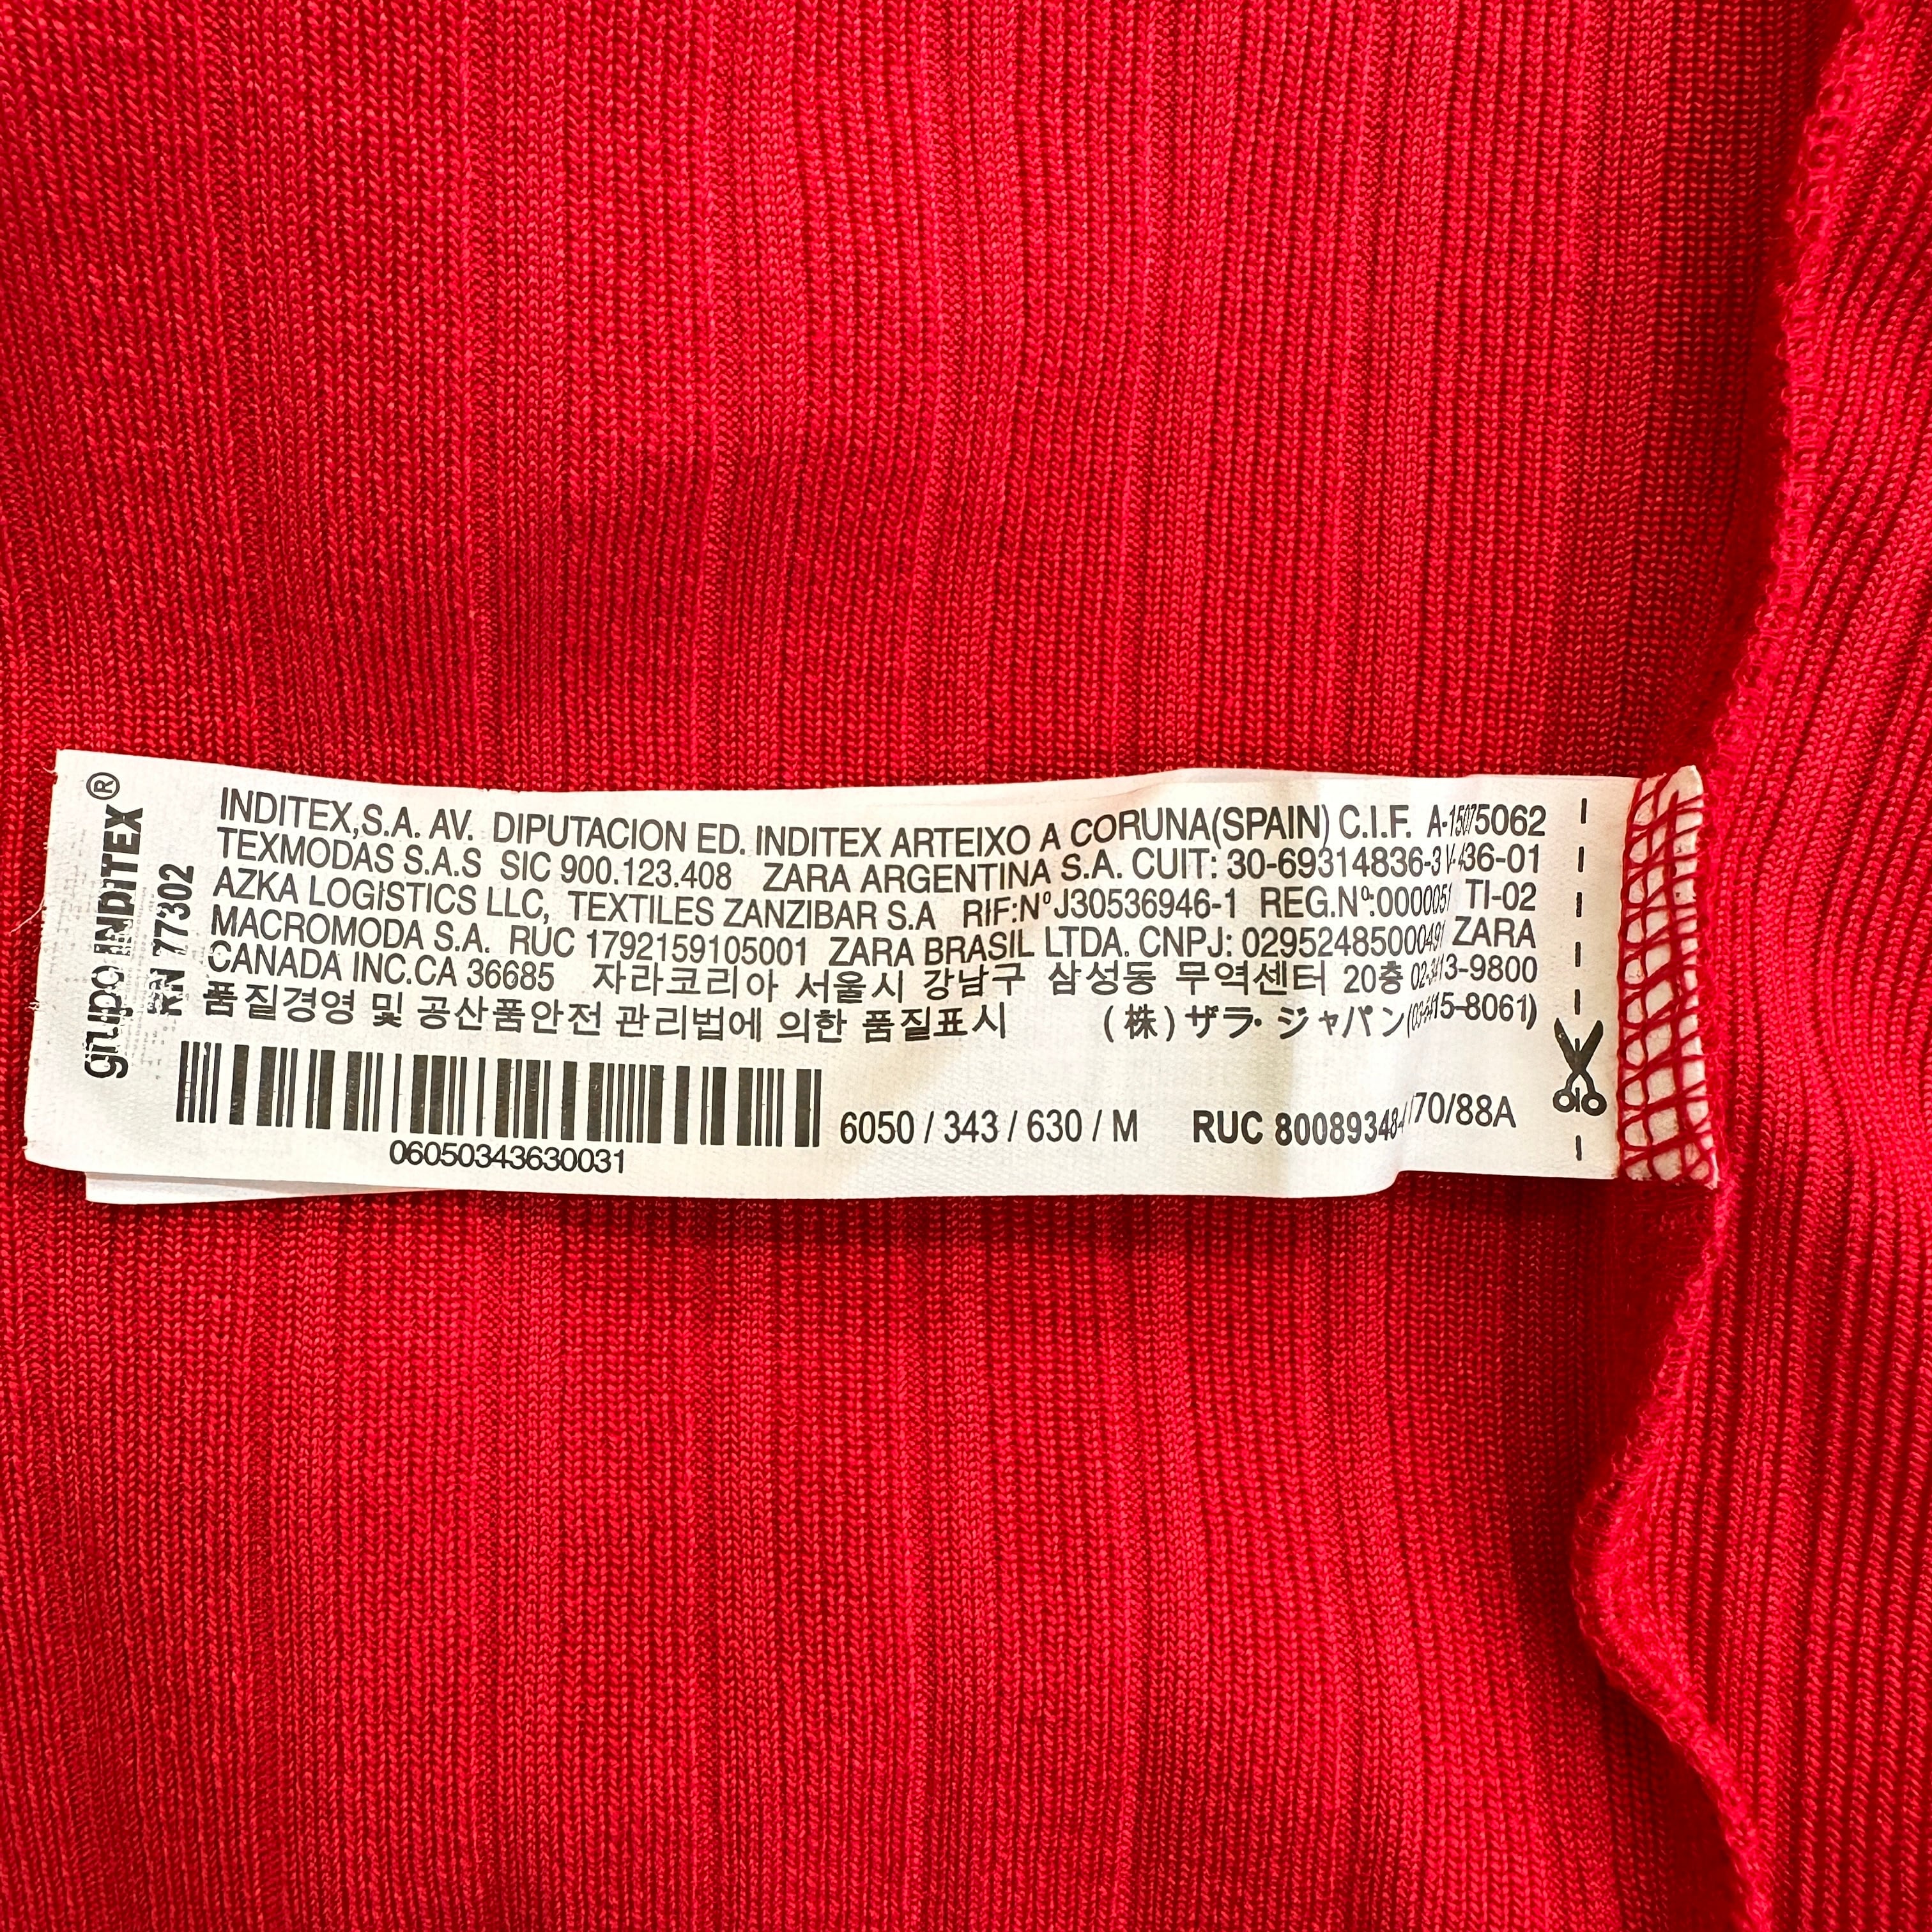 grupo INDITEX®
RN 77302
INDITEX,S.A. AV. DIPUTACION ED. INDITEX ARTEIXO A CORUNA(SPAIN) C.I.F. A-15075062
TEXMODAS S.A.S SIC 900.123.408 ZARA ARGENTINA S.A. CUIT: 30-69314836-3 V-436-01
AZKA LOGISTICS LLC, TEXTILES ZANZIBAR S.A RIF:Nº J30536946-1 REG.Nº:0000051 TI-02
MACROMODA S.A. RUC 1792159105001 ZARA BRASIL LTDA. CNPJ: 02952485000491 ZARA
CANADA INC.CA 36685 자라코리아 서울시 강남구 삼성동 무역센터 20층 02-3413-9800
품질경영 및 공산품안전 관리법에 의한 품질표시 (株) ザラ・ジャパン
6050 / 343 / 630 / M RUC
06050343630031